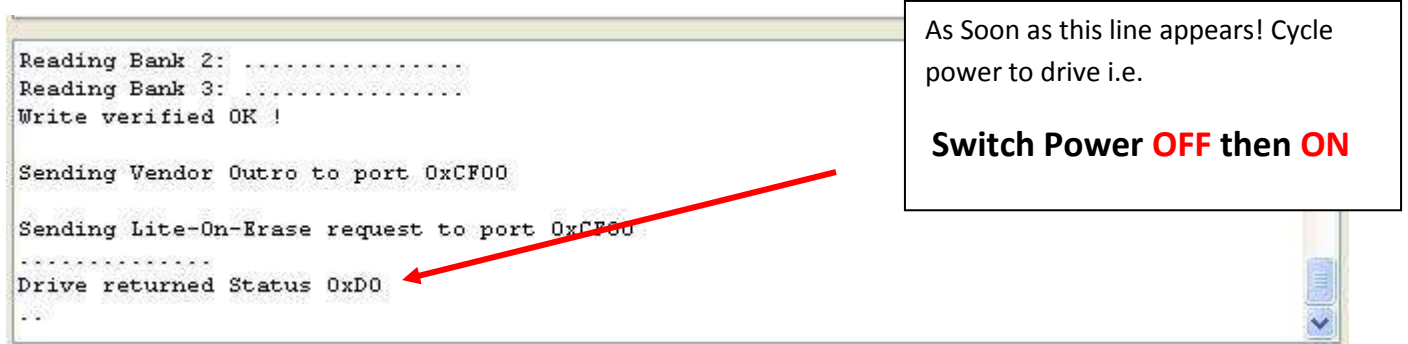 Reading Bank 2: ................
Reading Bank 3: ................
Write verified OK !
Sending Vendor Outro to port 0xCF00
Sending Lite-On-Erase request to port 0xCF00
..............
Drive returned Status 0xD0
..
As Soon as this line appears! Cycle
power to drive i.e.
Switch Power OFF then ON